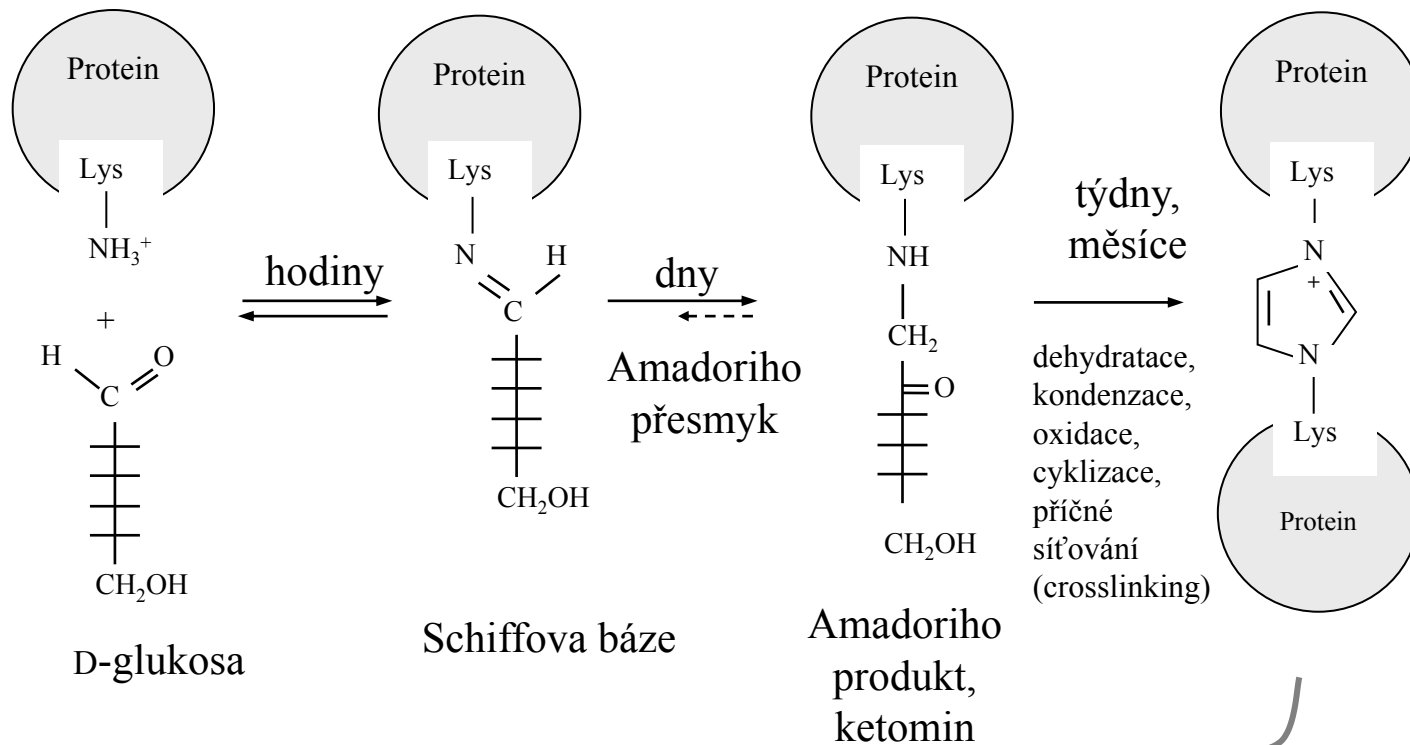 Protein
Lys
NH₃⁺
+
H
O
C
CH₂OH
D-glukosa
hodiny
Protein
Lys
N
H
C
CH₂OH
Schiffova báze
dny
Amadoriho
přesmyk
Protein
Lys
NH
CH₂
O
CH₂OH
Amadoriho
produkt,
ketomin
týdny,
měsíce
dehydratace,
kondenzace,
oxidace,
cyklizace,
příčné
síťování
(crosslinking)
Protein
Lys
N
+
N
Lys
Protein